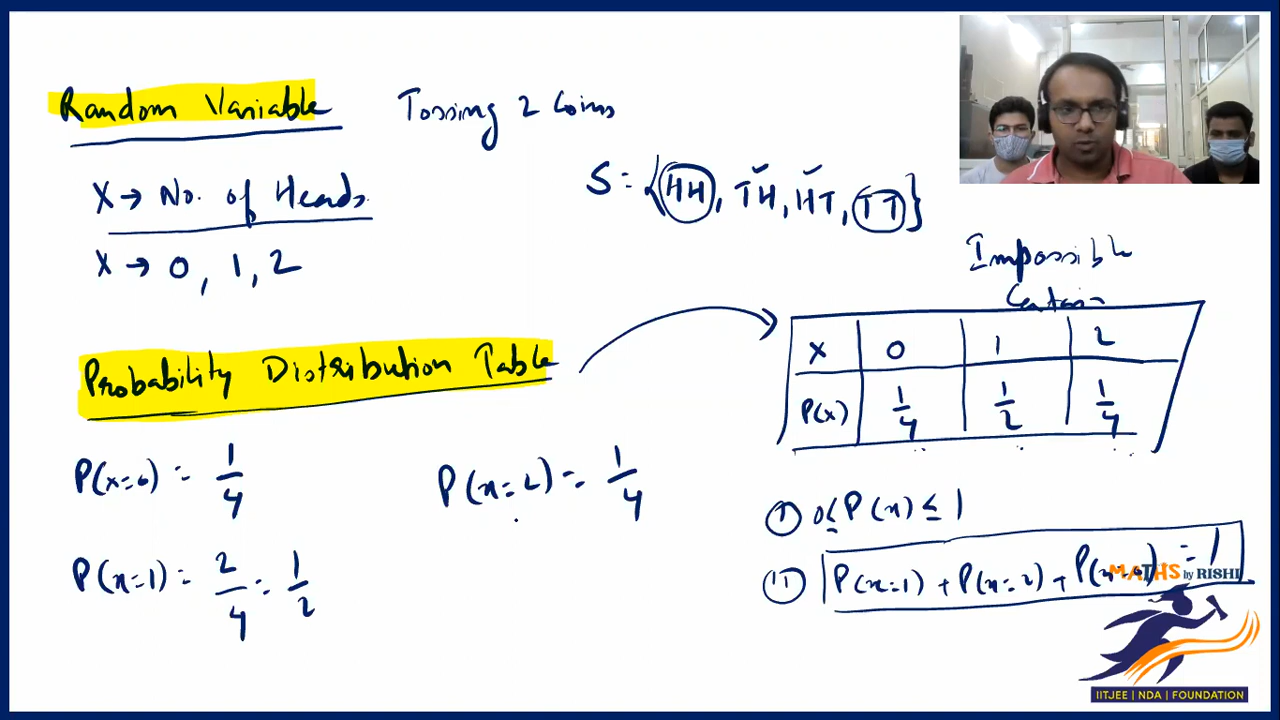 Random Variable
Tossing 2 Coins
S = {HH, TH, HT, TT}
X → No. of Heads
X → 0, 1, 2
Impossible
Certain
Probability Distribution Table
X 0 1 2
P(x) 1/4 1/2 1/4
P(x=0) = 1/4
P(x=2) = 1/4
P(x=1) = 2/4 = 1/2
(I) 0 ≤ P(x) ≤ 1
(II) P(x=1) + P(x=2) + P(x=0) = 1
MATHS by RISHI
IITJEE | NDA | FOUNDATION